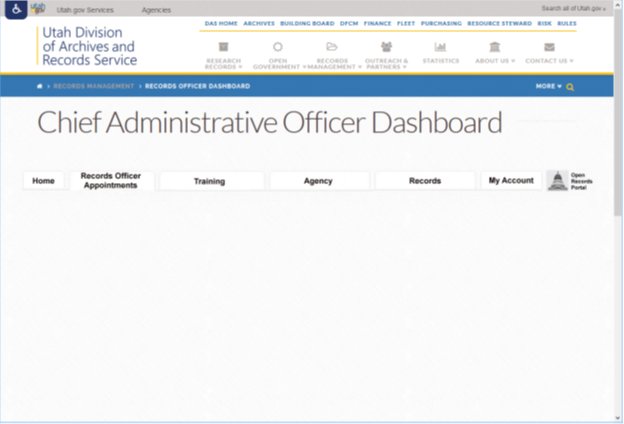 utah gov Utah.gov Services Agencies Search all of Utah.gov »
DAS HOME ARCHIVES BUILDING BOARD DFCM FINANCE FLEET PURCHASING RESOURCE STEWARD RISK RULES
Utah Division
of Archives and
Records Service
RESEARCH
RECORDS
OPEN
GOVERNMENT
RECORDS
MANAGEMENT
OUTREACH &
PARTNERS
STATISTICS
ABOUT US
CONTACT US
> RECORDS MANAGEMENT > RECORDS OFFICER DASHBOARD MORE
Chief Administrative Officer Dashboard
Home
Records Officer
Appointments
Training
Agency
Records
My Account
Open
Records
Portal